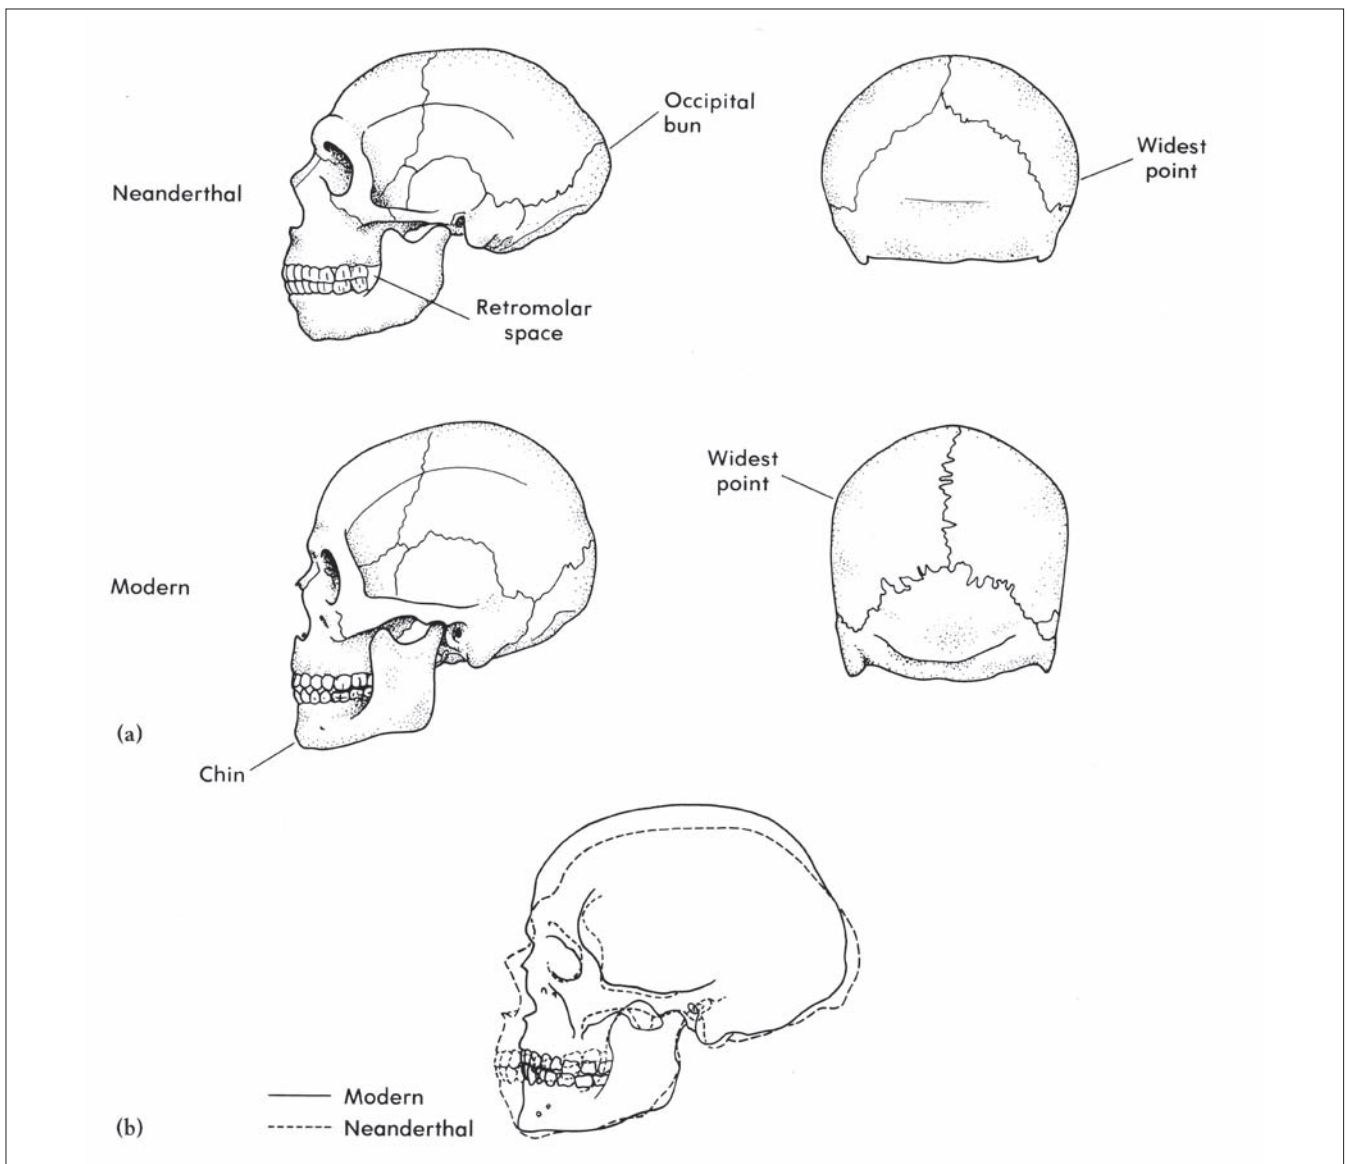 Occipital
bun
Widest
point
Neanderthal
Retromolar
space
Widest
point
Modern
(a)
Chin
Modern
(b)
Neanderthal